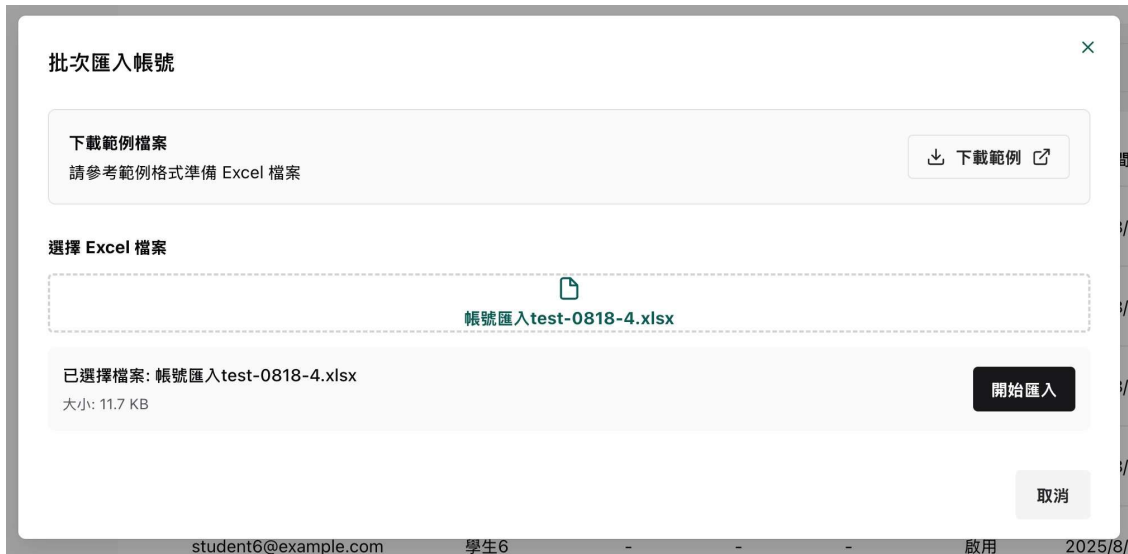 批次匯入帳號
下載範例檔案
請參考範例格式準備 Excel 檔案
下載範例
選擇 Excel 檔案
帳號匯入test-0818-4.xlsx
已選擇檔案: 帳號匯入test-0818-4.xlsx
大小: 11.7 KB
開始匯入
取消
student6@example.com 學生6 - - - 啟用 2025/8/